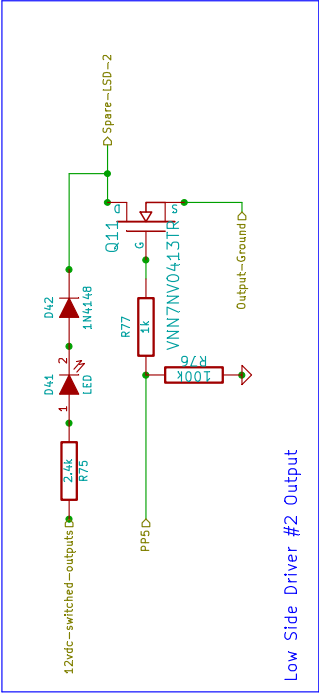 Spare-LSD-2
D
S
Q11
G
VNN7NV0413TR
Output-Ground
D42
1N4148
R77
1k
R76
100k
2
D41
LED
1
2.4k
R75
PP5
12vdc-switched-outputs
Low Side Driver #2 Output